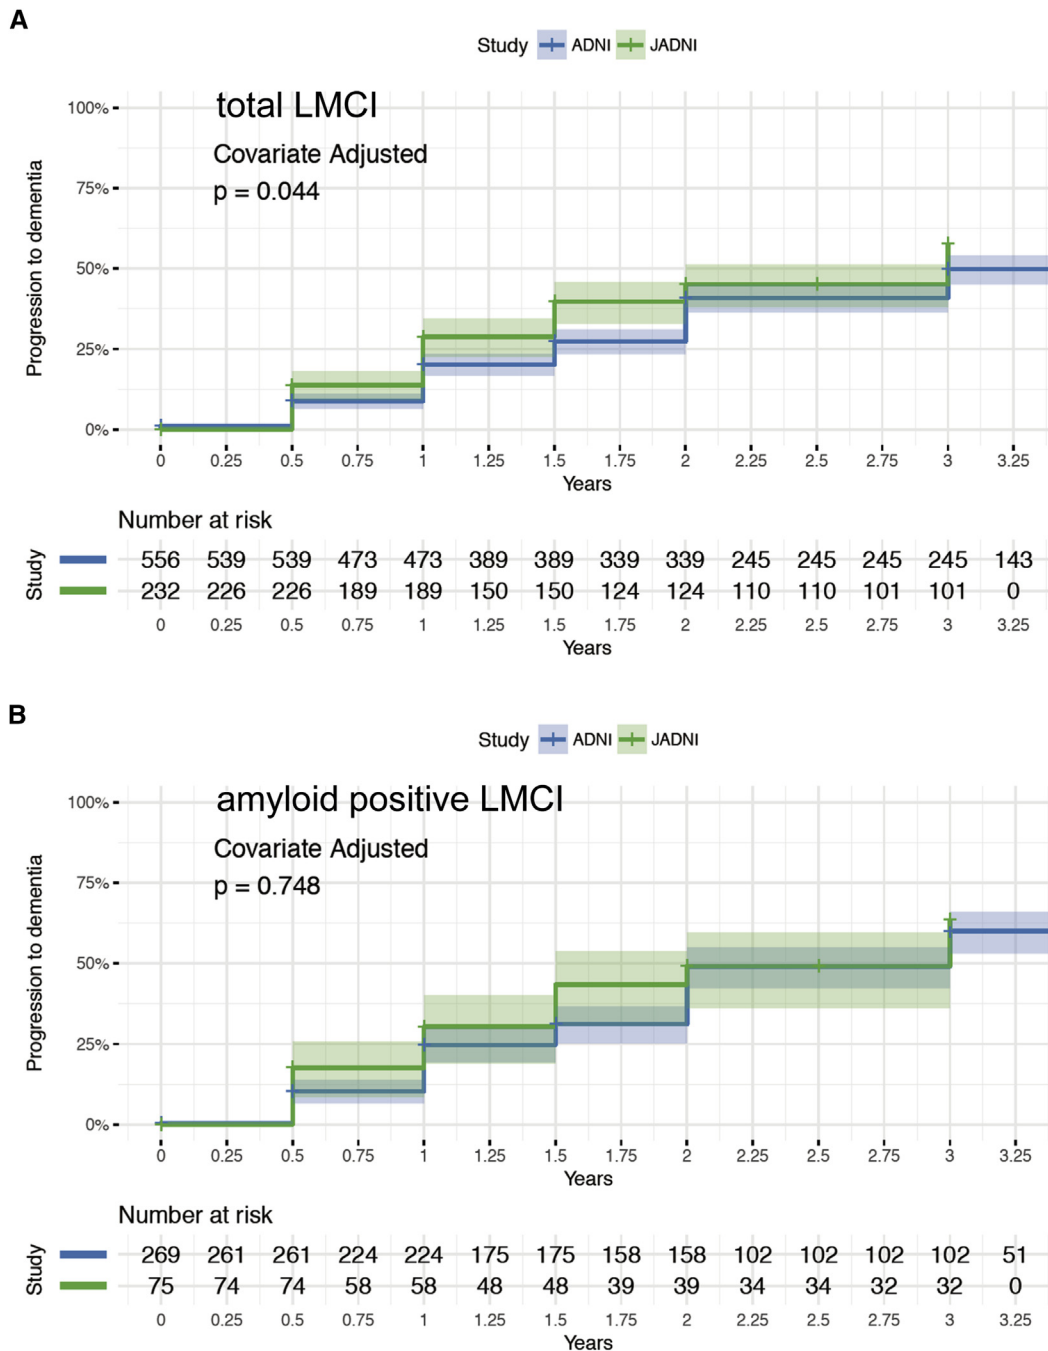 A
Study ADNI JADNI
total LMCI
Covariate Adjusted
p = 0.044
Progression to dementia
100%
75%
50%
25%
0%
0 0.25 0.5 0.75 1 1.25 1.5 1.75 2 2.25 2.5 2.75 3 3.25
Years
Number at risk
Study
556 539 539 473 473 389 389 339 339 245 245 245 245 143
232 226 226 189 189 150 150 124 124 110 110 101 101 0
0 0.25 0.5 0.75 1 1.25 1.5 1.75 2 2.25 2.5 2.75 3 3.25
Years
B
Study ADNI JADNI
amyloid positive LMCI
Covariate Adjusted
p = 0.748
Progression to dementia
100%
75%
50%
25%
0%
0 0.25 0.5 0.75 1 1.25 1.5 1.75 2 2.25 2.5 2.75 3 3.25
Years
Number at risk
Study
269 261 261 224 224 175 175 158 158 102 102 102 102 51
75 74 74 58 58 48 48 39 39 34 34 32 32 0
0 0.25 0.5 0.75 1 1.25 1.5 1.75 2 2.25 2.5 2.75 3 3.25
Years